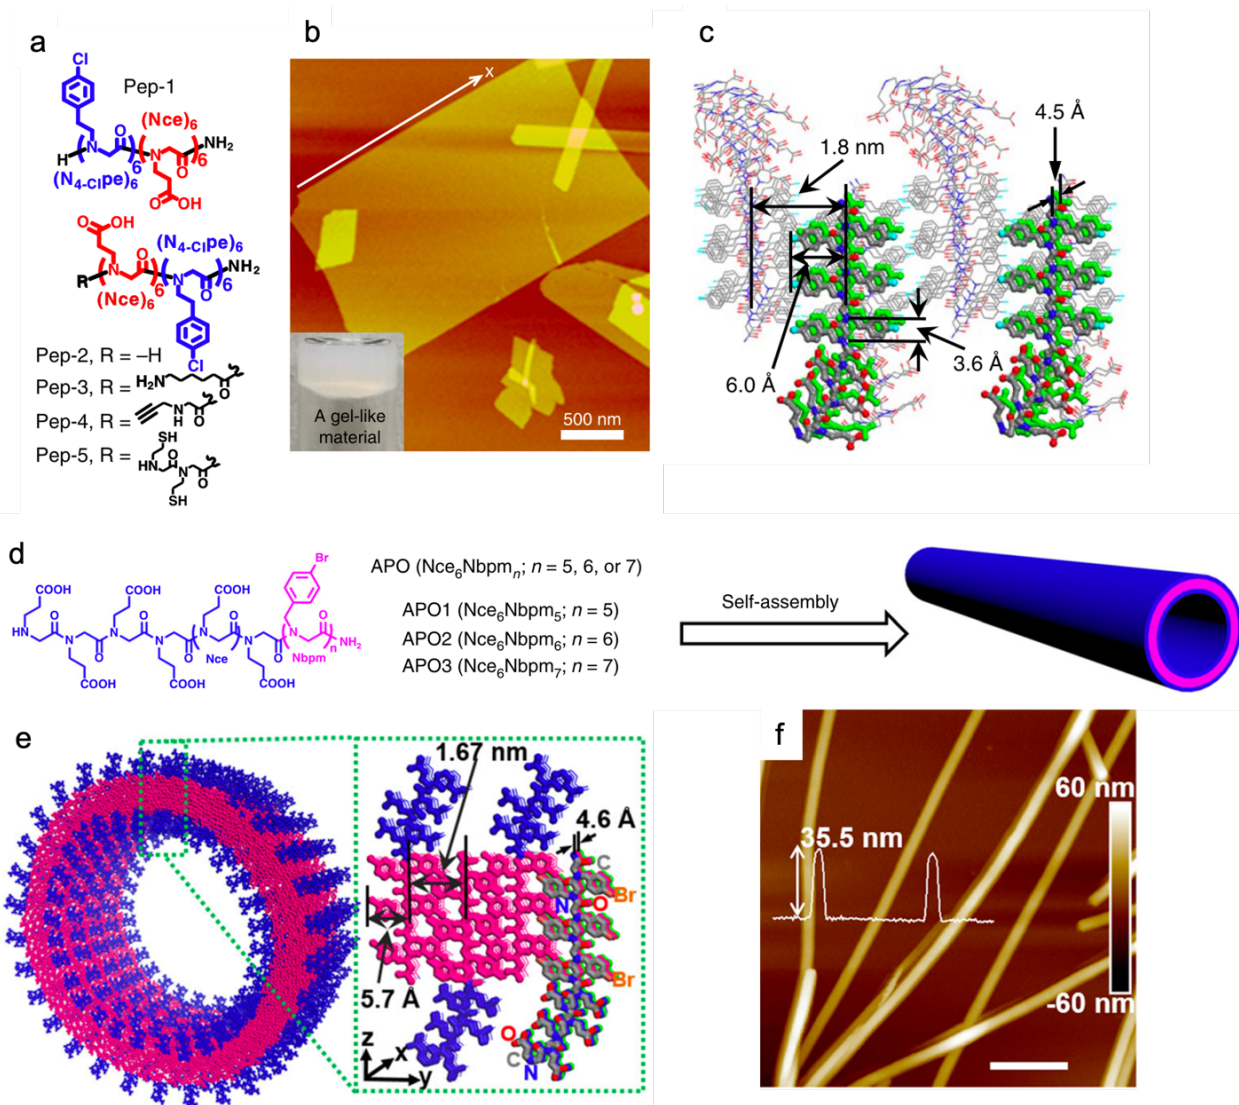 a
Cl
Pep-1
(Nce)₆
O
O
H
N
6
N
6
NH₂
(N₄₋Clpe)₆
O
OH
OH
O
(N₄₋Clpe)₆
O
O
N
6
N
6
NH₂
R
(Nce)₆
Cl
Pep-2, R = –H
Pep-3, R =
H₂N
O
Pep-4, R =
N
H
O
Pep-5, R =
SH
HN
O
N
O
SH
b
x
A gel-like
material
500 nm
c
4.5 Å
1.8 nm
6.0 Å
3.6 Å
d
COOH
COOH
COOH
Br
HN
O
N
O
N
O
N
O
N
O
N
O
N
O
n
NH₂
Nce
Nbpm
COOH
COOH
COOH
APO (Nce₆Nbpmₙ; n = 5, 6, or 7)
APO1 (Nce₆Nbpm₅; n = 5)
APO2 (Nce₆Nbpm₆; n = 6)
APO3 (Nce₆Nbpm₇; n = 7)
Self-assembly
e
1.67 nm
4.6 Å
C
Br
N
O
Br
5.7 Å
z
x
y
O
C
N
f
60 nm
35.5 nm
-60 nm